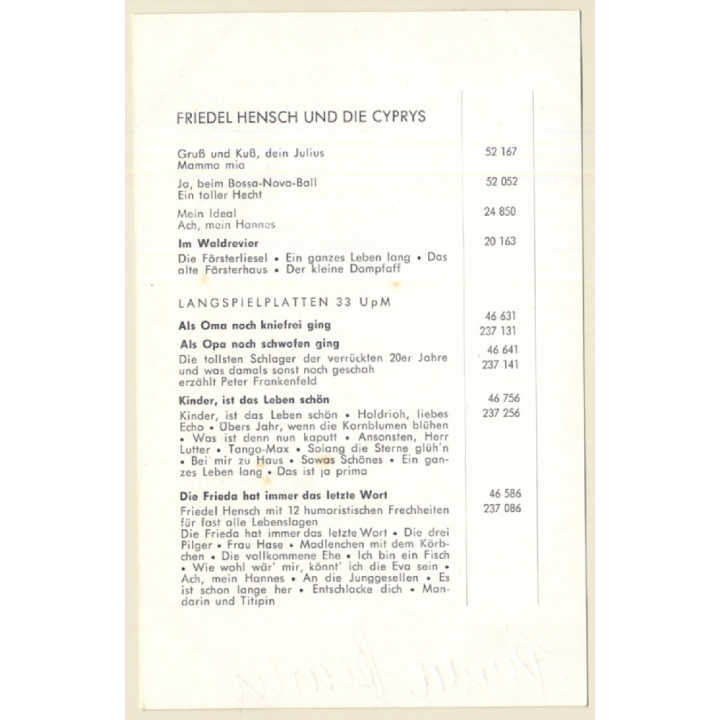 FRIEDEL HENSCH UND DIE CYPRYS
Gruß und Kuß, dein Julius 52 167
Mamma mia
Ja, beim Bossa-Nova-Ball 52 052
Ein toller Hecht
Mein Ideal 24 850
Ach, mein Hannes
Im Waldrevier 20 163
Die Försterliesel • Ein ganzes Leben lang • Das
alte Försterhaus • Der kleine Dompfaff
LANGSPIELPLATTEN 33 UpM
46 631
Als Oma noch kniefrei ging 237 131
Als Opa noch schwofen ging 46 641
Die tollsten Schlager der verrückten 20er Jahre
und was damals sonst noch geschah 237 141
erzählt Peter Frankenfeld
Kinder, ist das Leben schön 46 756
Kinder, ist das Leben schön • Holdrioh, liebes 237 256
Echo • Übers Jahr, wenn die Kornblumen blühen
• Was ist denn nun kaputt • Ansonsten, Herr
Lutter • Tango-Max • Solang die Sterne glüh'n
• Bei mir zu Haus • Sowas Schönes • Ein gan-
zes Leben lang • Das ist ja prima
Die Frieda hat immer das letzte Wort 46 586
Friedel Hensch mit 12 humoristischen Frechheiten 237 086
für fast alle Lebenslagen
Die Frieda hat immer das letzte Wort • Die drei
Pilger • Frau Hase • Madlenchen mit dem Körb-
chen • Die vollkommene Ehe • Ich bin ein Fisch
• Wie wohl wär' mir, könnt' ich die Eva sein •
Ach, mein Hannes • An die Junggesellen • Es
ist schon lange her • Entschlacke dich • Man-
darin und Titipin